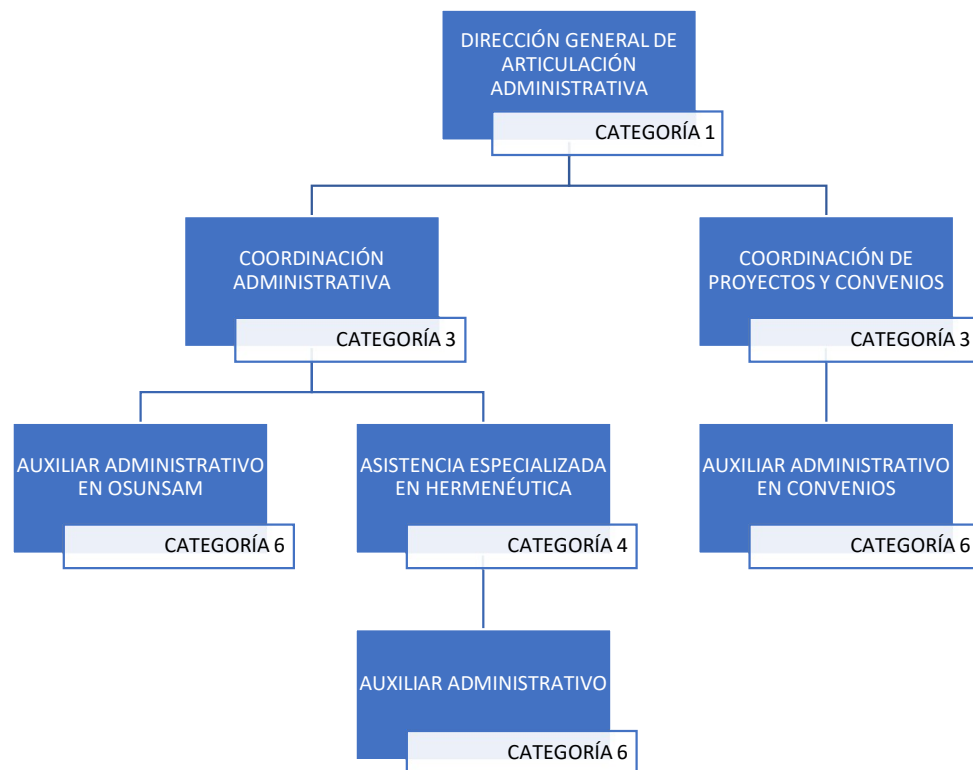 DIRECCIÓN GENERAL DE
ARTICULACIÓN
ADMINISTRATIVA
CATEGORÍA 1
COORDINACIÓN
ADMINISTRATIVA
CATEGORÍA 3
COORDINACIÓN DE
PROYECTOS Y CONVENIOS
CATEGORÍA 3
AUXILIAR ADMINISTRATIVO
EN OSUNSAM
CATEGORÍA 6
ASISTENCIA ESPECIALIZADA
EN HERMENÉUTICA
CATEGORÍA 4
AUXILIAR ADMINISTRATIVO
EN CONVENIOS
CATEGORÍA 6
AUXILIAR ADMINISTRATIVO
CATEGORÍA 6